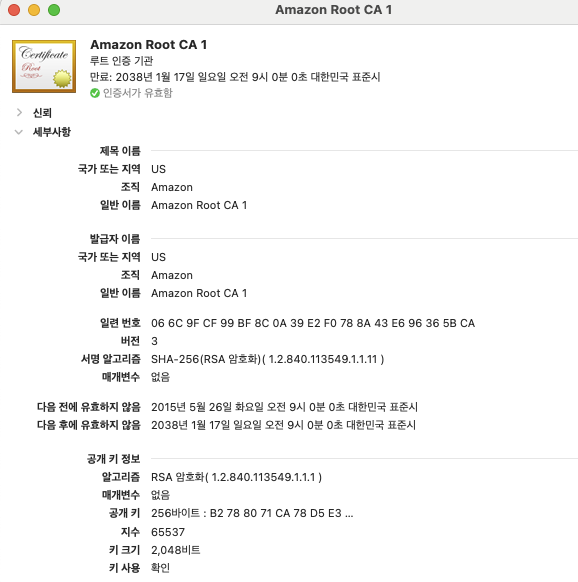 Amazon Root CA 1
Certificate
Root
Amazon Root CA 1
루트 인증 기관
만료: 2038년 1월 17일 일요일 오전 9시 0분 0초 대한민국 표준시
인증서가 유효함
신뢰
세부사항
제목 이름
국가 또는 지역 US
조직 Amazon
일반 이름 Amazon Root CA 1
발급자 이름
국가 또는 지역 US
조직 Amazon
일반 이름 Amazon Root CA 1
일련 번호 06 6C 9F CF 99 BF 8C 0A 39 E2 F0 78 8A 43 E6 96 36 5B CA
버전 3
서명 알고리즘 SHA-256(RSA 암호화)( 1.2.840.113549.1.1.11 )
매개변수 없음
다음 전에 유효하지 않음 2015년 5월 26일 화요일 오전 9시 0분 0초 대한민국 표준시
다음 후에 유효하지 않음 2038년 1월 17일 일요일 오전 9시 0분 0초 대한민국 표준시
공개 키 정보
알고리즘 RSA 암호화( 1.2.840.113549.1.1.1 )
매개변수 없음
공개 키 256바이트 : B2 78 80 71 CA 78 D5 E3 ...
지수 65537
키 크기 2,048비트
키 사용 확인